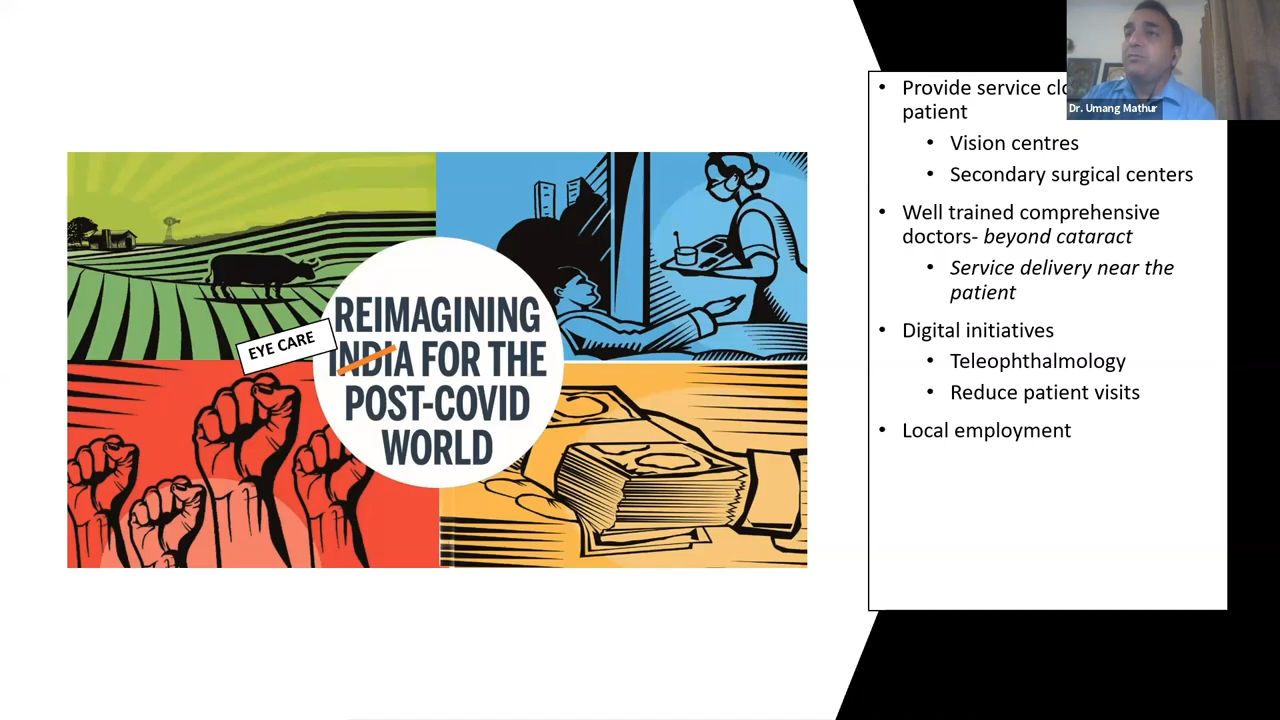 EYE CARE
REIMAGINING
INDIA FOR THE
POST-COVID
WORLD
• Provide service
patient
• Vision centres
• Secondary surgical centers
• Well trained comprehensive
doctors- beyond cataract
• Service delivery near the
patient
• Digital initiatives
• Teleophthalmology
• Reduce patient visits
• Local employment
Dr. Umang Mathur